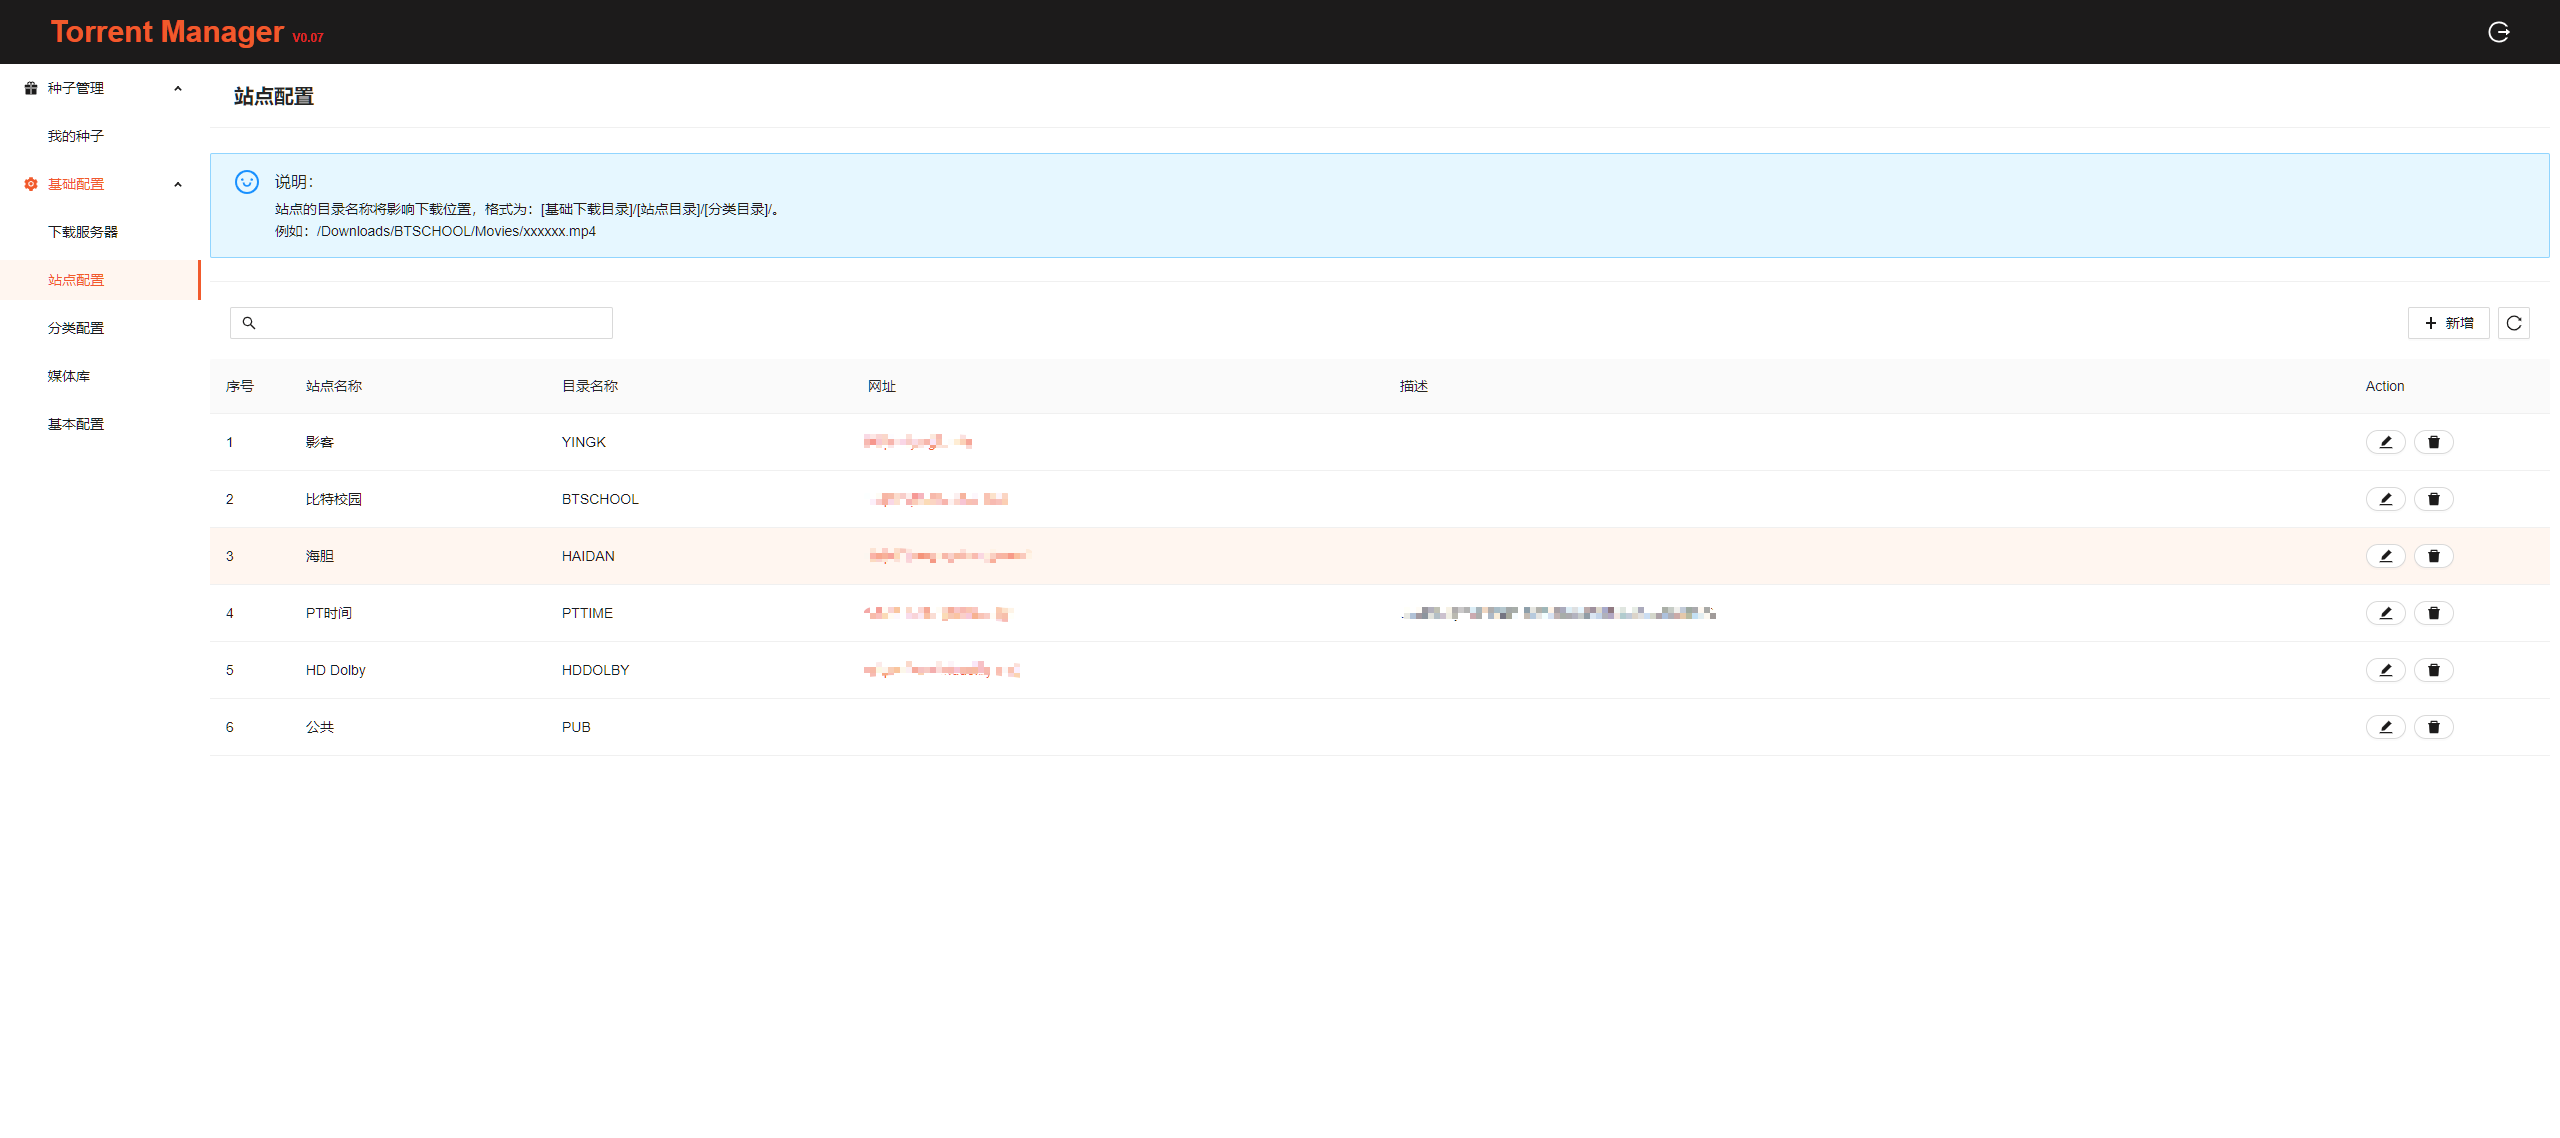 Torrent Manager V0.07
种子管理
我的种子
基础配置
下载服务器
站点配置
分类配置
媒体库
基本配置
站点配置
说明：
站点的目录名称将影响下载位置，格式为：[基础下载目录]/[站点目录]/[分类目录]/。
例如：/Downloads/BTSCHOOL/Movies/xxxxxx.mp4
新增
序号 站点名称 目录名称 网址 描述 Action
1 影客 YINGK
2 比特校园 BTSCHOOL
3 海胆 HAIDAN
4 PT时间 PTTIME
5 HD Dolby HDDOLBY
6 公共 PUB